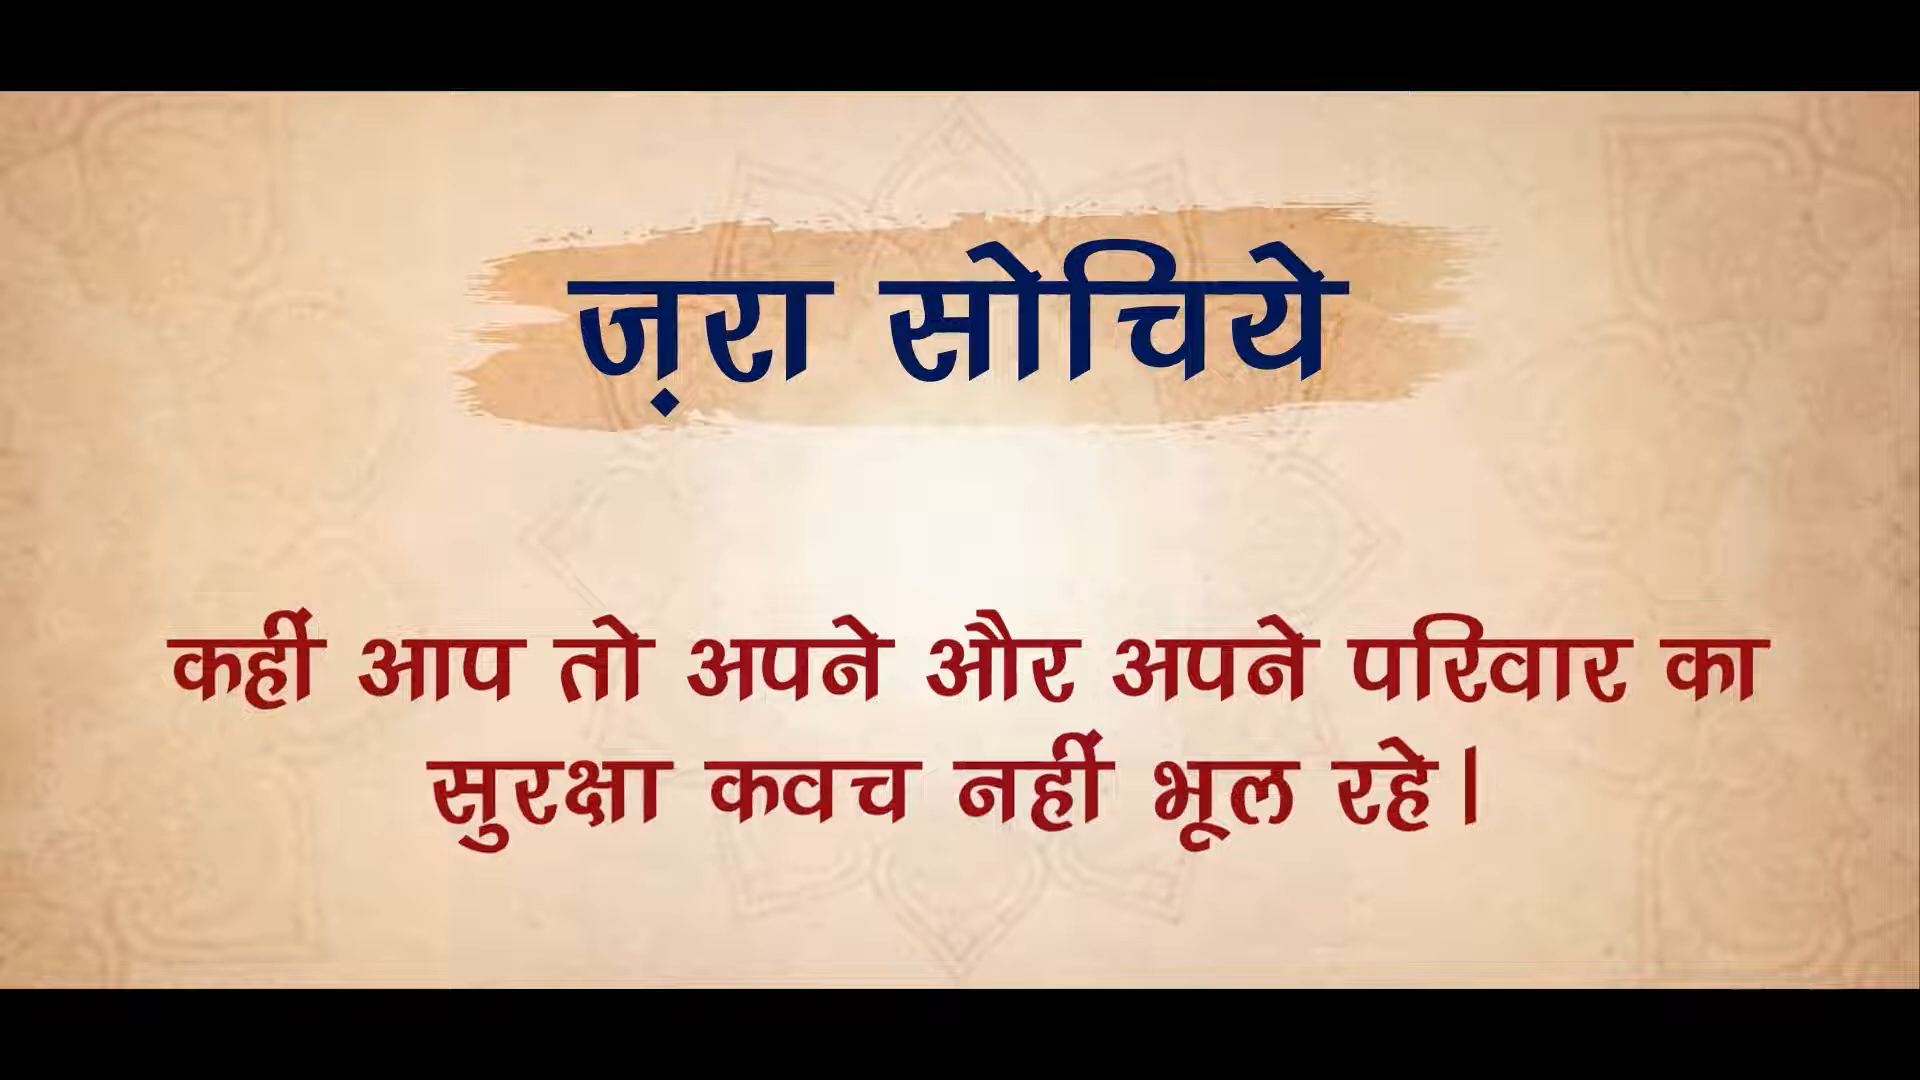 ज़रा सोचिये
कहीं आप तो अपने और अपने परिवार का
सुरक्षा कवच नहीं भूल रहे।